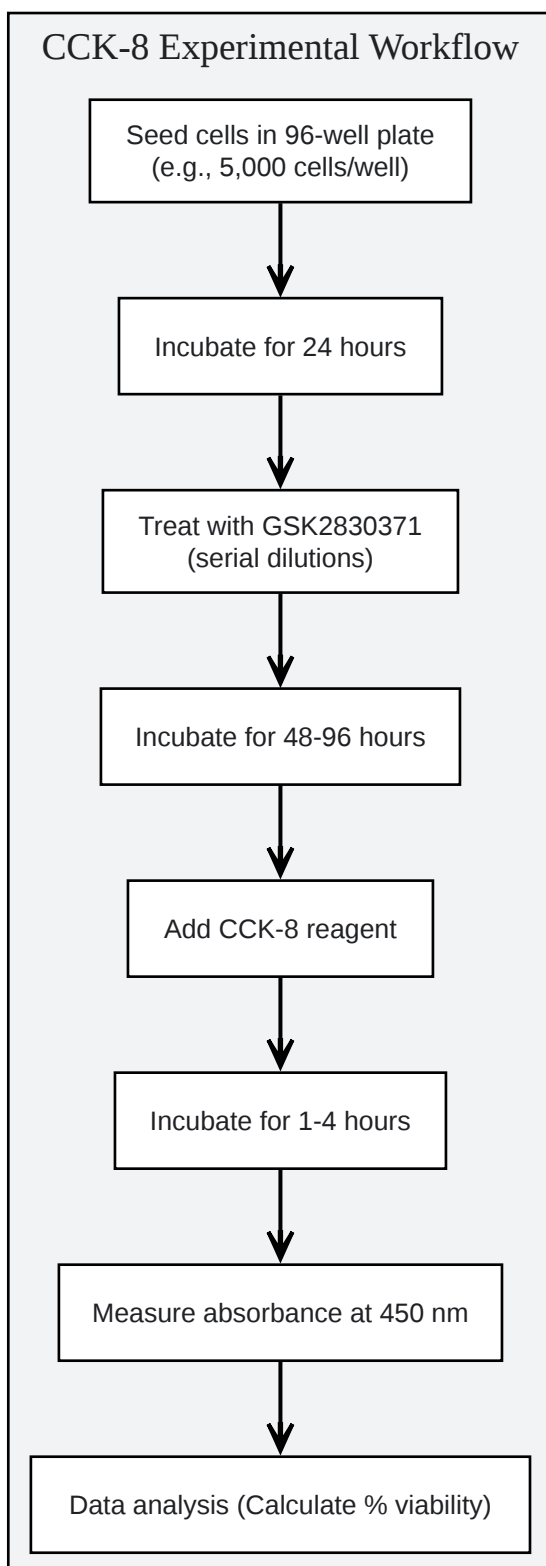 CCK-8 Experimental Workflow
Seed cells in 96-well plate
(e.g., 5,000 cells/well)
Incubate for 24 hours
Treat with GSK2830371
(serial dilutions)
Incubate for 48-96 hours
Add CCK-8 reagent
Incubate for 1-4 hours
Measure absorbance at 450 nm
Data analysis (Calculate % viability)